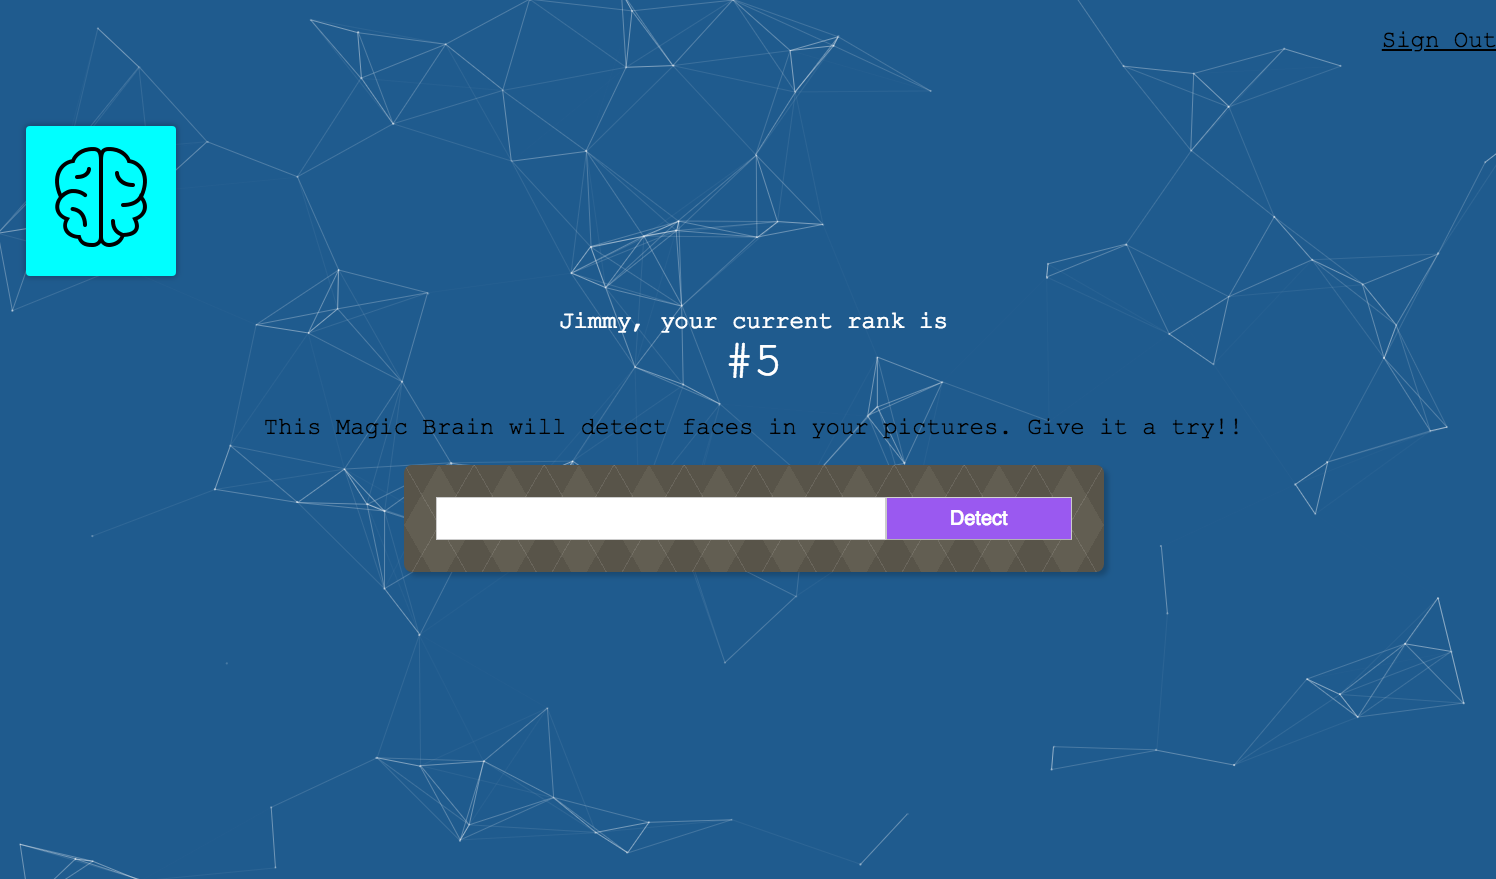 Sign Out
Jimmy, your current rank is
#5
This Magic Brain will detect faces in your pictures. Give it a try!!
Detect